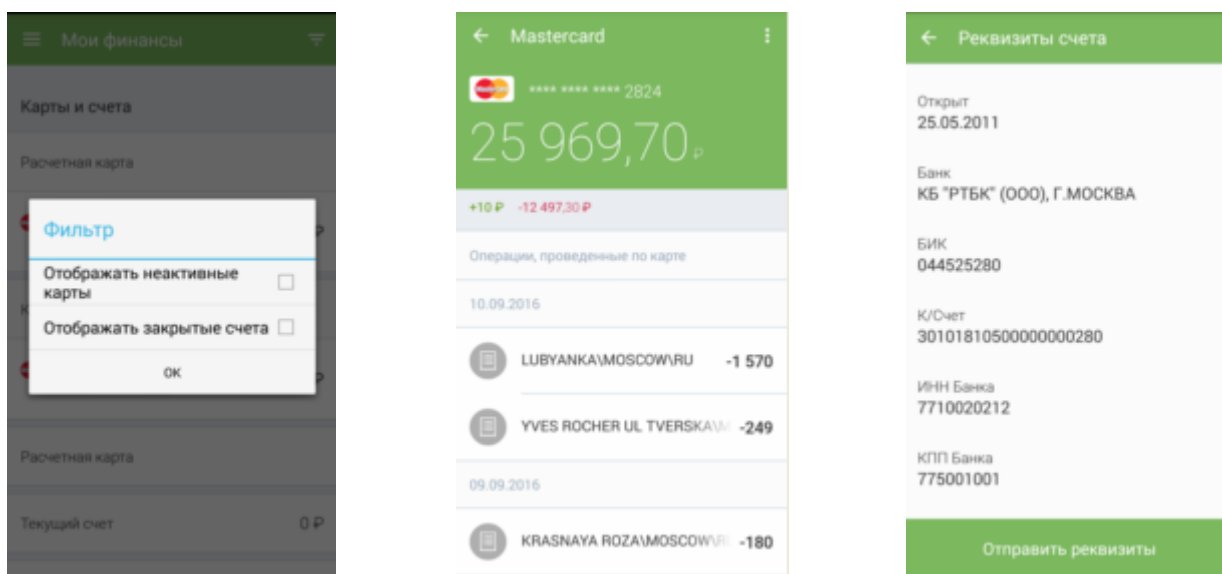 Мои финансы
Карты и счета
Расчетная карта
Фильтр
Отображать неактивные
карты
Отображать закрытые счета
ОК
Расчетная карта
Текущий счет 0 ₽
Mastercard
**** **** **** 2824
25 969,70 ₽
+10 ₽ -12 497,30 ₽
Операции, проведенные по карте
10.09.2016
LUBYANKA\MOSCOW\RU -1 570
YVES ROCHER UL TVERSKA\M -249
09.09.2016
KRASNAYA ROZA\MOSCOW\R -180
Реквизиты счета
Открыт
25.05.2011
Банк
КБ "РТБК" (ООО), Г.МОСКВА
БИК
044525280
К/Счет
30101810500000000280
ИНН Банка
7710020212
КПП Банка
775001001
Отправить реквизиты